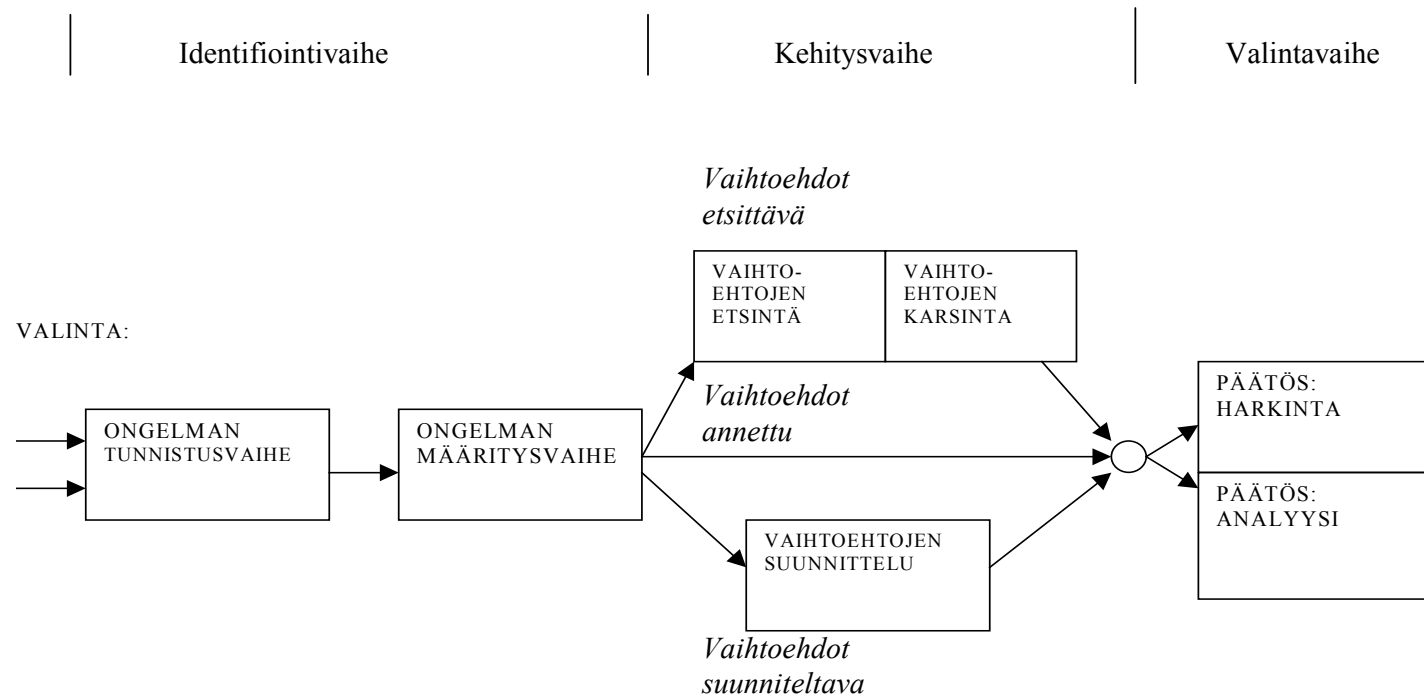 Identifiointivaihe
Kehitysvaihe
Valintavaihe
Vaihtoehdot
etsittävä
VAIHTO-
EHTOJEN
ETSINTÄ
VAIHTO-
EHTOJEN
KARSINTA
VALINTA:
ONGELMAN
TUNNISTUSVAIHE
ONGELMAN
MÄÄRITYSVAIHE
Vaihtoehdot
annettu
PÄÄTÖS:
HARKINTA
PÄÄTÖS:
ANALYYSI
VAIHTOEHTOJEN
SUUNNITTELU
Vaihtoehdot
suunniteltava